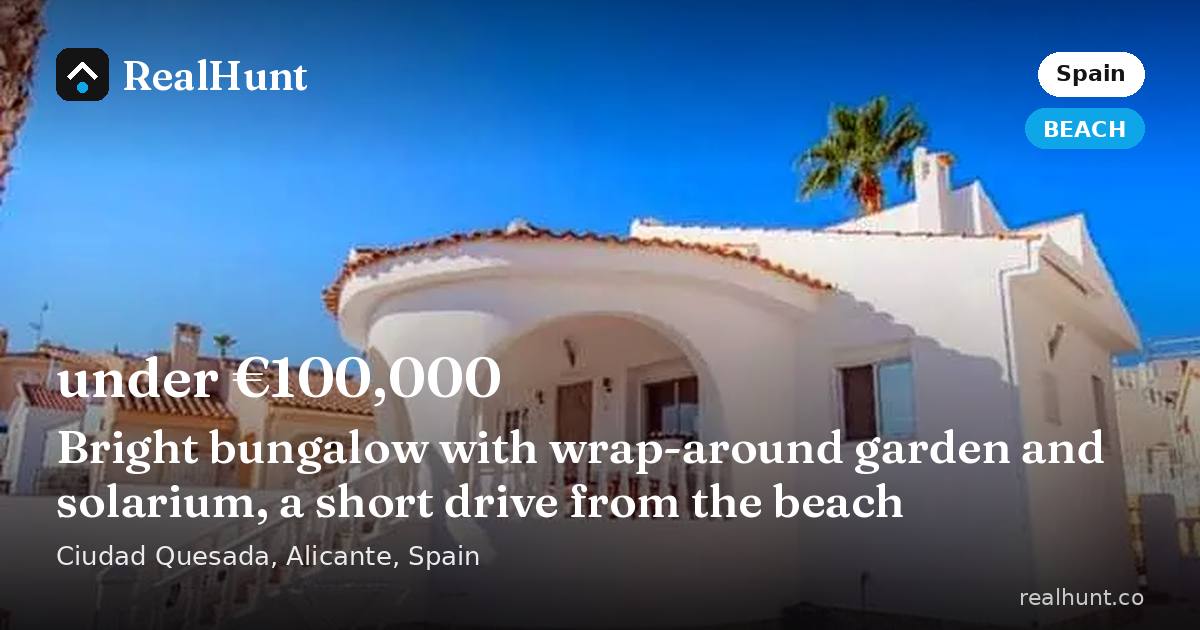 RealHunt
Spain
BEACH
under €100,000
Bright bungalow with wrap-around garden and
solarium, a short drive from the beach
Ciudad Quesada, Alicante, Spain
realhunt.co